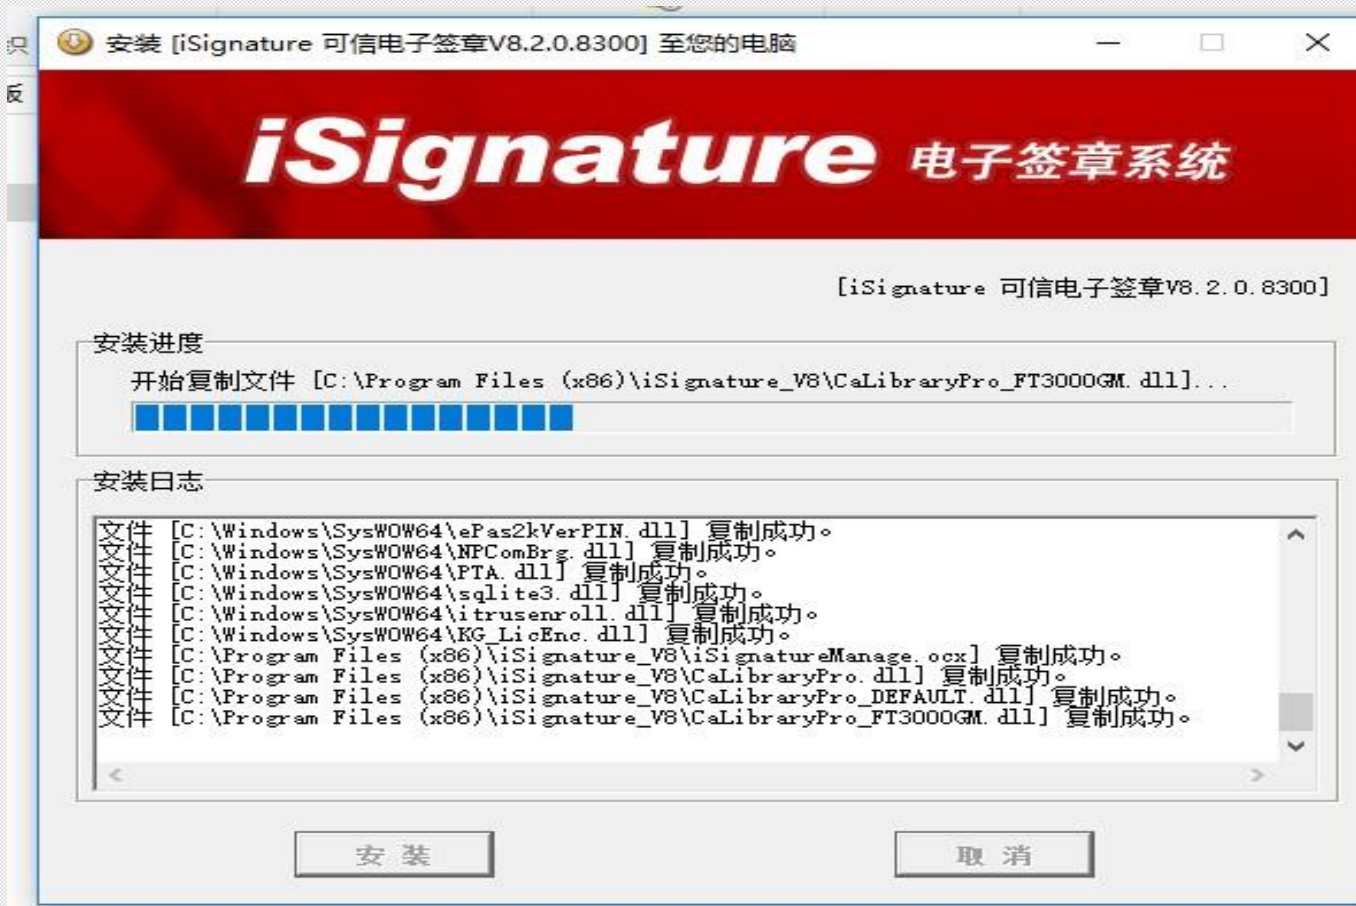 织
安装 [iSignature 可信电子签章V8.2.0.8300] 至您的电脑
板
iSignature 电子签章系统
[iSignature 可信电子签章V8.2.0.8300]
安装进度
开始复制文件 [C:\Program Files (x86)\iSignature_V8\CaLibraryPro_FT3000GM.dll]...
安装日志
文件 [C:\Windows\SysWOW64\ePas2kVerPIN.dll] 复制成功。
文件 [C:\Windows\SysWOW64\NPComBrg.dll] 复制成功。
文件 [C:\Windows\SysWOW64\PTA.dll] 复制成功。
文件 [C:\Windows\SysWOW64\sqlite3.dll] 复制成功。
文件 [C:\Windows\SysWOW64\itrusenroll.dll] 复制成功。
文件 [C:\Windows\SysWOW64\KG_LicEnc.dll] 复制成功。
文件 [C:\Program Files (x86)\iSignature_V8\iSignatureManage.ocx] 复制成功。
文件 [C:\Program Files (x86)\iSignature_V8\CaLibraryPro.dll] 复制成功。
文件 [C:\Program Files (x86)\iSignature_V8\CaLibraryPro_DEFAULT.dll] 复制成功。
文件 [C:\Program Files (x86)\iSignature_V8\CaLibraryPro_FT3000GM.dll] 复制成功。
安 装
取 消